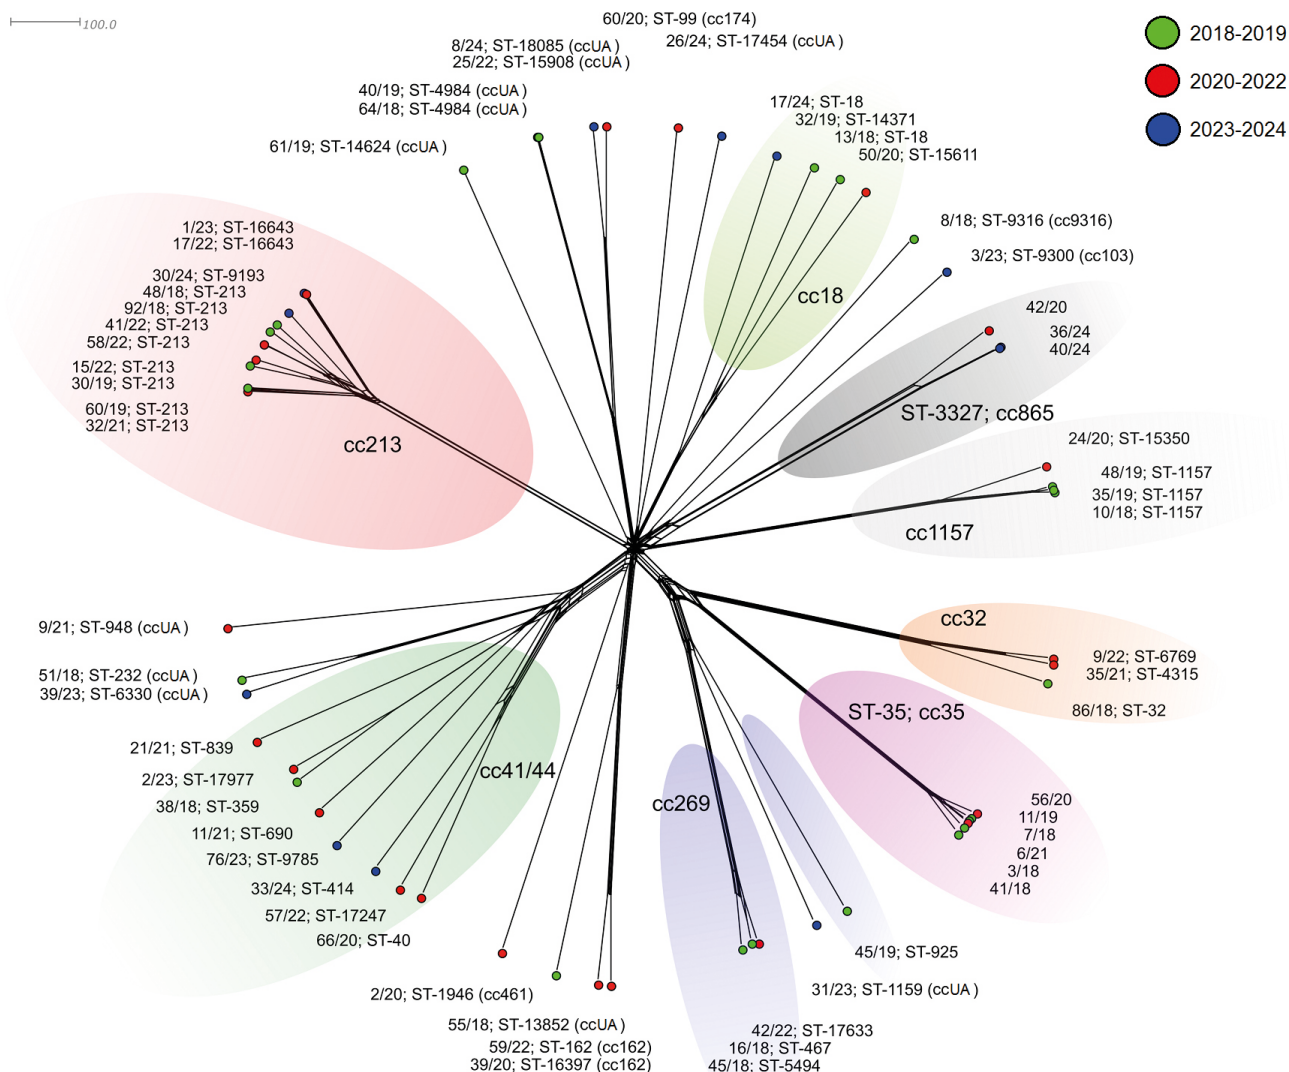 100.0
60/20; ST-99 (cc174)
26/24; ST-17454 (ccUA)
8/24; ST-18085 (ccUA)
25/22; ST-15908 (ccUA)
40/19; ST-4984 (ccUA)
64/18; ST-4984 (ccUA)
61/19; ST-14624 (ccUA)
2018-2019
2020-2022
2023-2024
17/24; ST-18
32/19; ST-14371
13/18; ST-18
50/20; ST-15611
cc18
8/18; ST-9316 (cc9316)
3/23; ST-9300 (cc103)
1/23; ST-16643
17/22; ST-16643
30/24; ST-9193
48/18; ST-213
92/18; ST-213
41/22; ST-213
58/22; ST-213
15/22; ST-213
30/19; ST-213
60/19; ST-213
32/21; ST-213
cc213
42/20
36/24
40/24
ST-3327; cc865
24/20; ST-15350
48/19; ST-1157
35/19; ST-1157
10/18; ST-1157
cc1157
cc32
9/22; ST-6769
35/21; ST-4315
86/18; ST-32
9/21; ST-948 (ccUA)
51/18; ST-232 (ccUA)
39/23; ST-6330 (ccUA)
ST-35; cc35
56/20
11/19
7/18
6/21
3/18
41/18
21/21; ST-839
2/23; ST-17977
38/18; ST-359
11/21; ST-690
76/23; ST-9785
33/24; ST-414
57/22; ST-17247
66/20; ST-40
cc41/44
cc269
45/19; ST-925
31/23; ST-1159 (ccUA)
2/20; ST-1946 (cc461)
55/18; ST-13852 (ccUA)
59/22; ST-162 (cc162)
39/20; ST-16397 (cc162)
42/22; ST-17633
16/18; ST-467
45/18; ST-5494